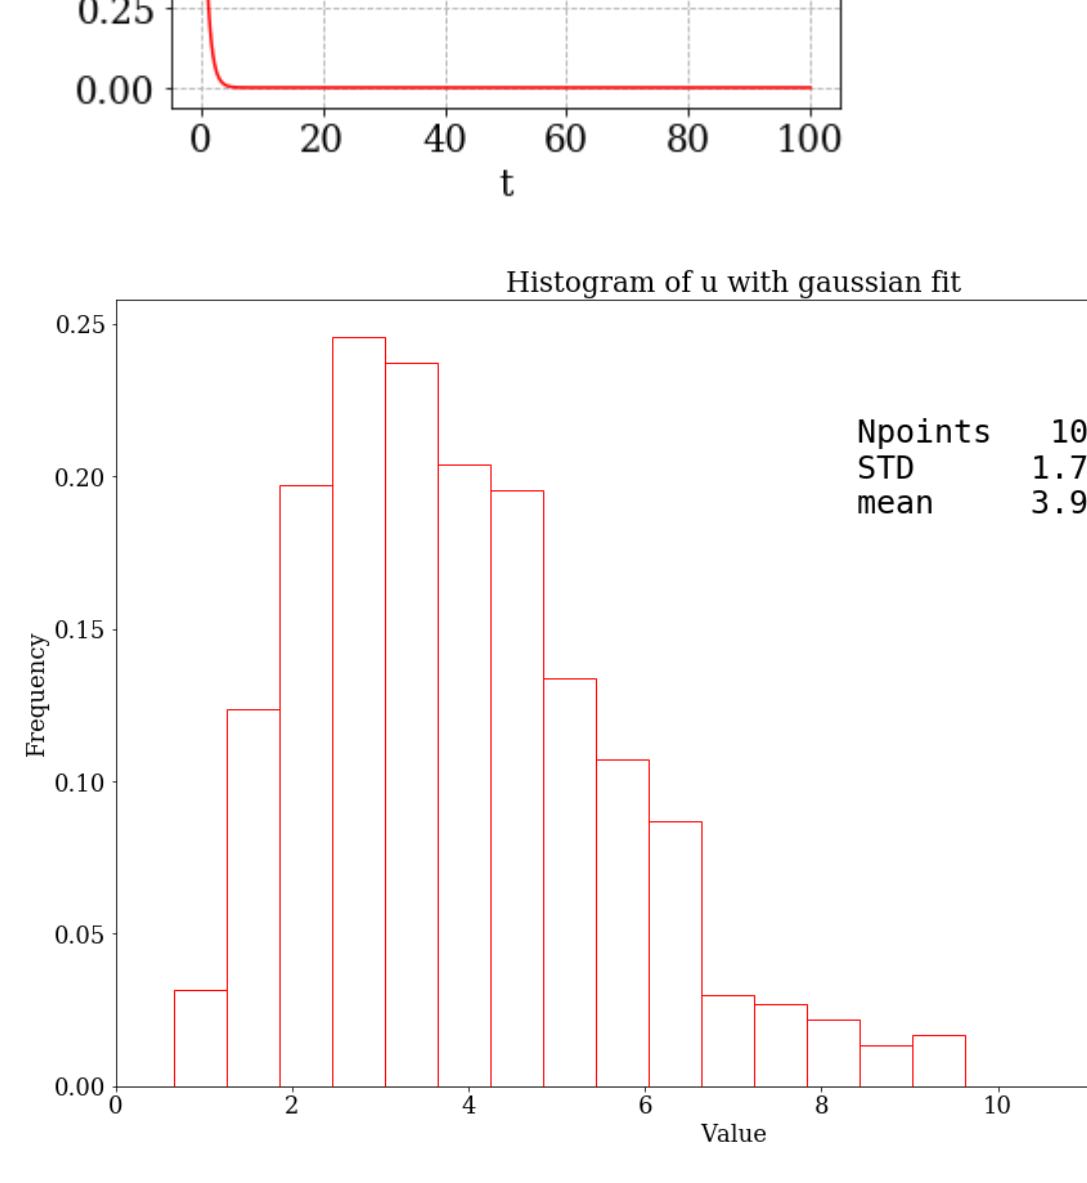 0.25
0.00
0 20 40 60 80 100
t
Histogram of u with gaussian fit
0.25
Npoints 10
STD 1.7
mean 3.9
0.20
0.15
Frequency
0.10
0.05
0.00
0 2 4 6 8 10
Value